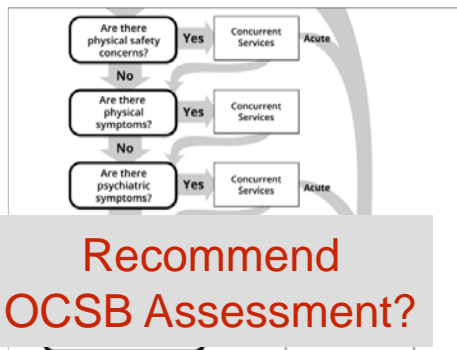 Are there
physical safety
concerns?
Yes
Concurrent
Services
Acute
No
Are there
physical
symptoms?
Yes
Concurrent
Services
No
Are there
psychiatric
symptoms?
Yes
Concurrent
Services
Acute
Recommend
OCSB Assessment?